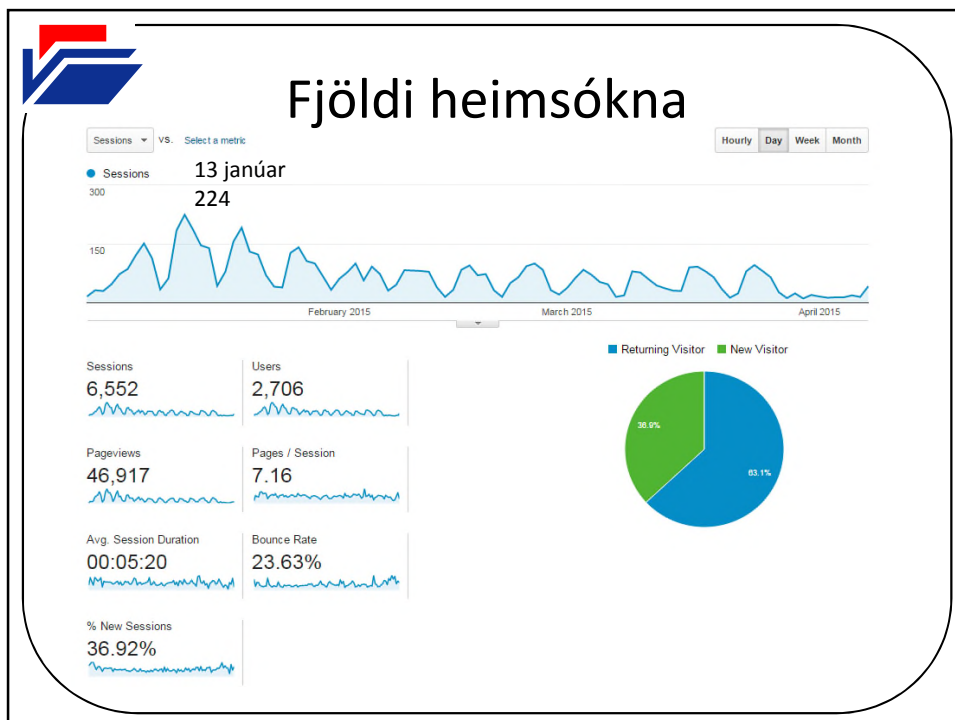 Fjöldi heimsókna
Sessions VS. Select a metric
Hourly Day Week Month
Sessions
13 janúar
224
300
150
February 2015 March 2015 April 2015
Returning Visitor New Visitor
Sessions
6,552
Users
2,706
Pageviews
46,917
Pages / Session
7.16
Avg. Session Duration
00:05:20
Bounce Rate
23.63%
% New Sessions
36.92%
36.9%
63.1%